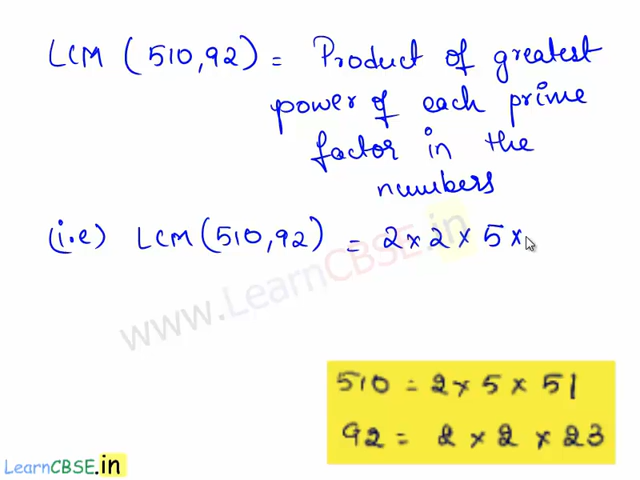 LCM (510,92) = Product of greatest
power of each prime
factor in the
numbers
(i.e) LCM (510,92) = 2 × 2 × 5 ×
www.LearnCBSE.in
510 = 2 × 5 × 51
92 = 2 × 2 × 23
LearnCBSE.in